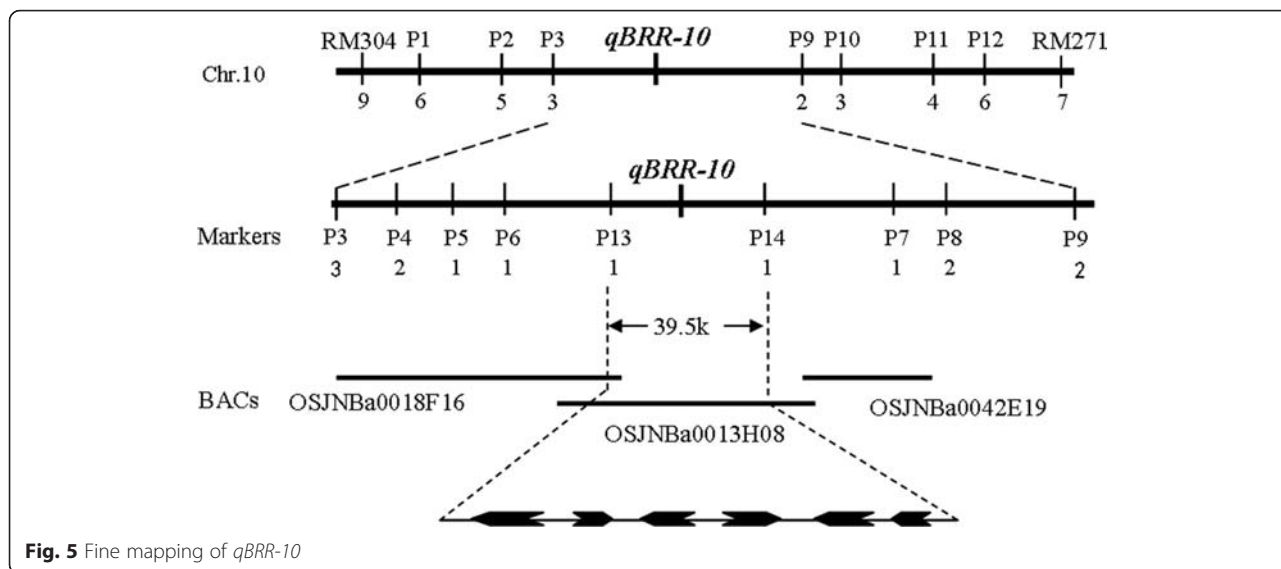 RM304 P1 P2 P3 qBRR-10 P9 P10 P11 P12 RM271
Chr.10
9 6 5 3 2 3 4 6 7
qBRR-10
Markers P3 P4 P5 P6 P13 P14 P7 P8 P9
3 2 1 1 1 1 1 2 2
39.5k
BACs
OSJNBa0018F16
OSJNBa0042E19
OSJNBa0013H08
Fig. 5 Fine mapping of qBRR-10